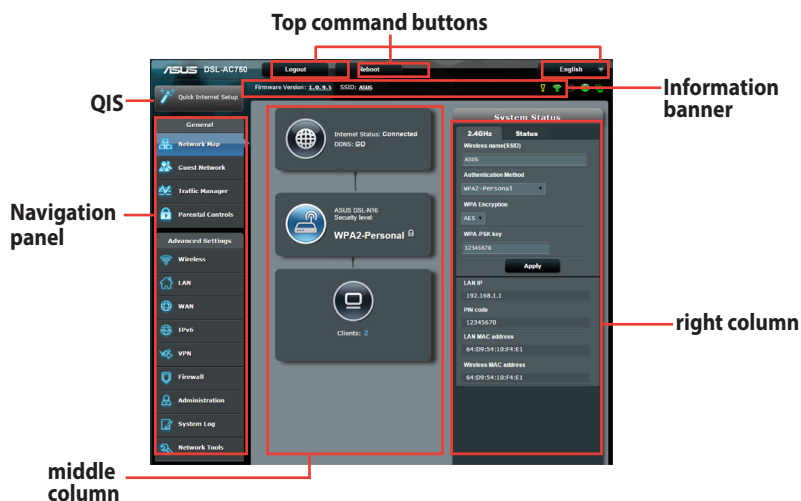 Top command buttons
/SUS DSL-AC750 Logout Reboot English
Firmware Version: 1.0.9.5 SSID: ASUS
Information banner
QIS
Quick Internet Setup
General
Network Map
Guest Network
Traffic Manager
Parental Controls
Navigation panel
Advanced Settings
Wireless
LAN
WAN
IPv6
VPN
Firewall
Administration
System Log
Network Tools
Internet Status: Connected
DDNS: GO
ASUS DSL-N16
Security level:
WPA2-Personal
Clients: 2
System Status
2.4GHz Status
Wireless name(SSID)
ASUS
Authentication Method
WPA2-Personal
WPA Encryption
AES
WPA-PSK key
12345678
Apply
LAN IP
192.168.1.1
PIN code
12345670
LAN MAC address
64:D9:54:10:F4:E1
Wireless MAC address
64:D9:54:10:F4:E1
right column
middle column